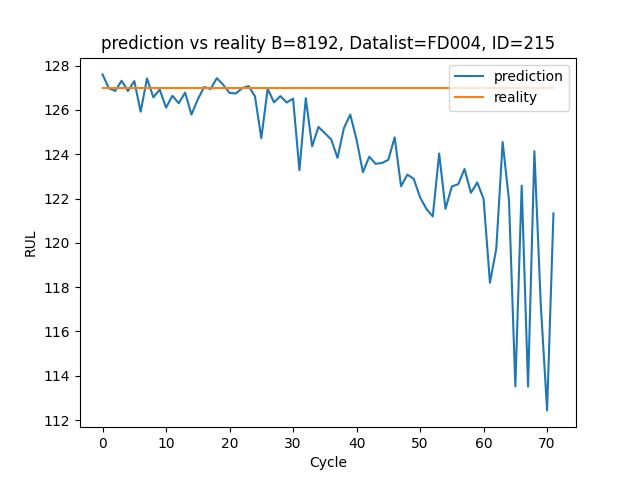 prediction vs reality B=8192, Datalist=FD004, ID=215
128
126
124
122
120
118
116
114
112
RUL
prediction
reality
0 10 20 30 40 50 60 70
Cycle